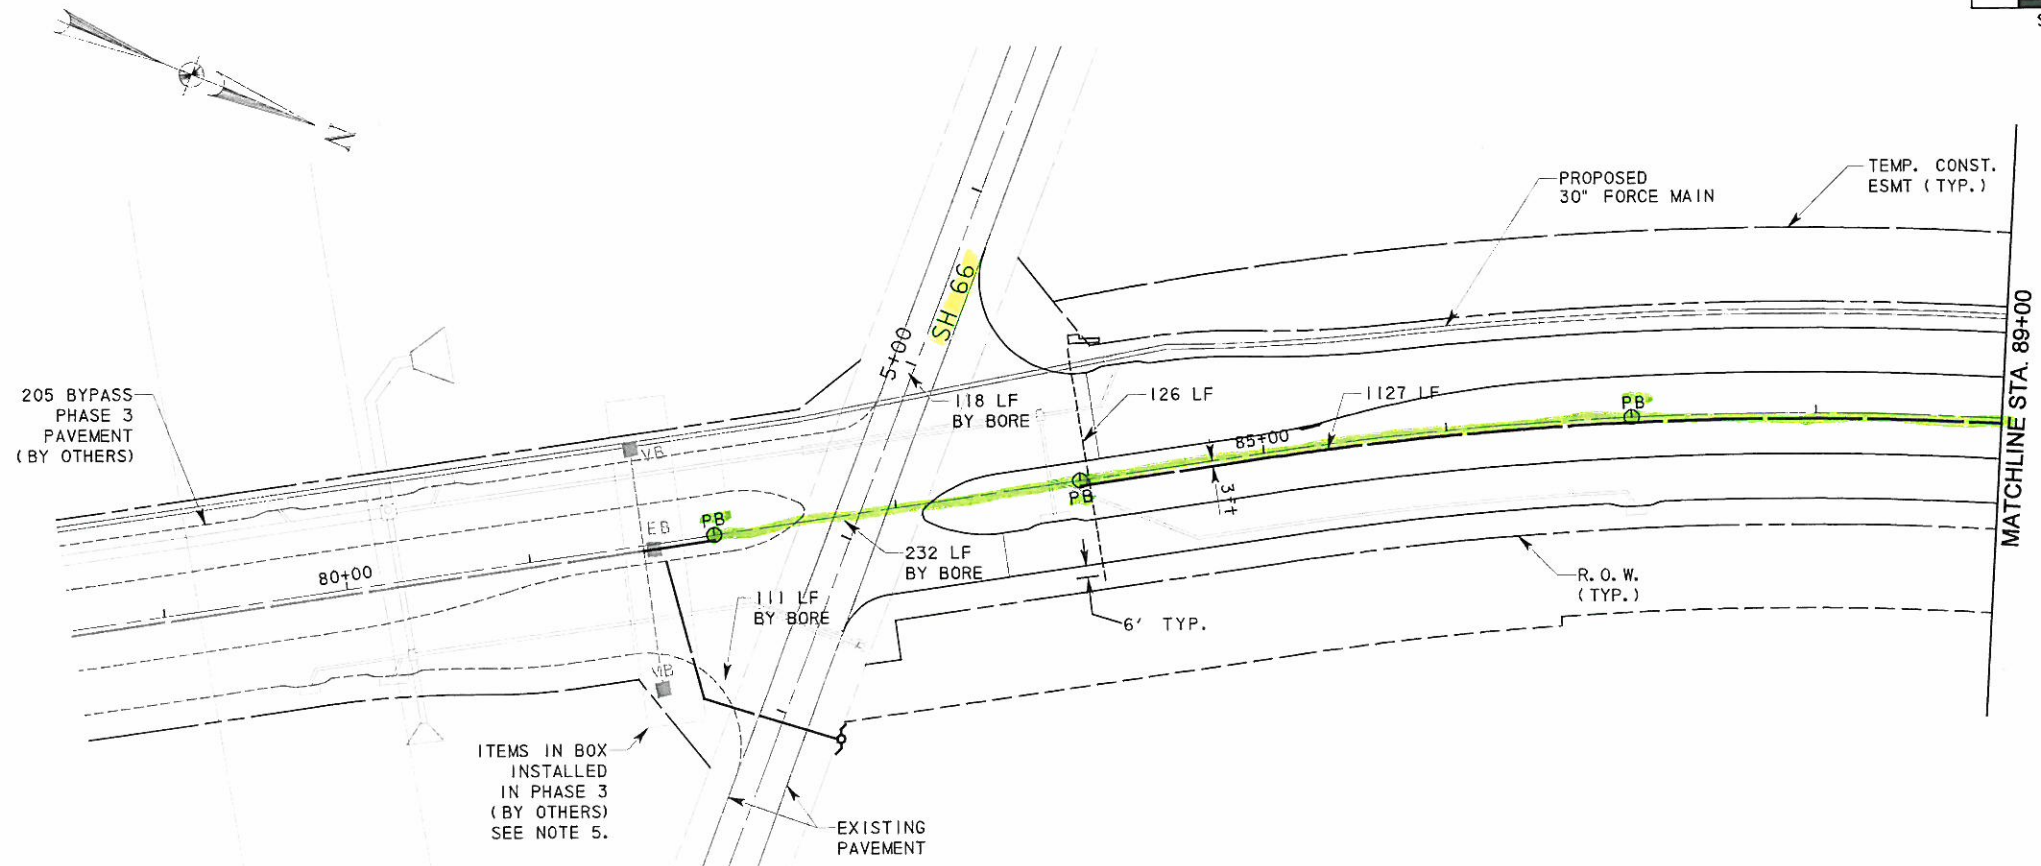 N
S
PROPOSED
30" FORCE MAIN
TEMP. CONST.
ESMT (TYP.)
SH 66
5+00
205 BYPASS
PHASE 3
PAVEMENT
(BY OTHERS)
118 LF
BY BORE
126 LF
1127 LF
PB
85+00
MATCHLINE STA. 89+00
VB
PB
3 ft
PB
EB
232 LF
BY BORE
80+00
R.O.W.
(TYP.)
111 LF
BY BORE
6' TYP.
VB
ITEMS IN BOX
INSTALLED
IN PHASE 3
(BY OTHERS)
SEE NOTE 5.
EXISTING
PAVEMENT